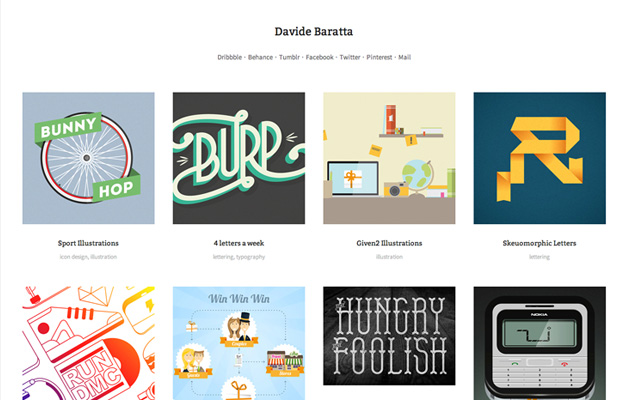 Davide Baratta
Dribbble · Behance · Tumblr · Facebook · Twitter · Pinterest · Mail
BUNNY
HOP
BURP
R
Sport Illustrations
4 letters a week
Given2 Illustrations
Skeuomorphic Letters
icon design, illustration
lettering, typography
illustration
lettering
RUN
DMC
Win Win Win
HUNGRY
FOOLISH
NOKIA